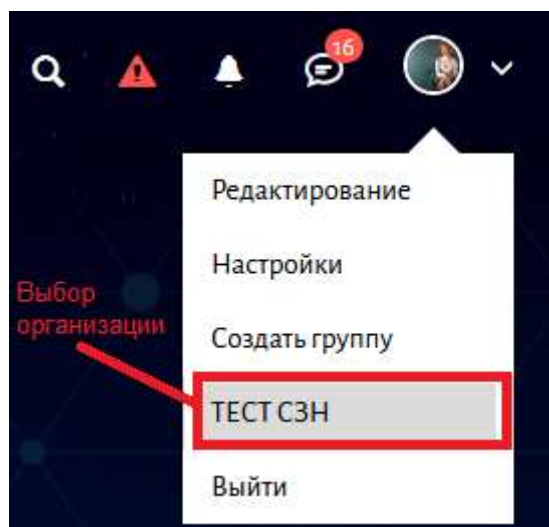 16
Редактирование
Настройки
Выбор
организации
Создать группу
ТЕСТ СЗН
Выйти